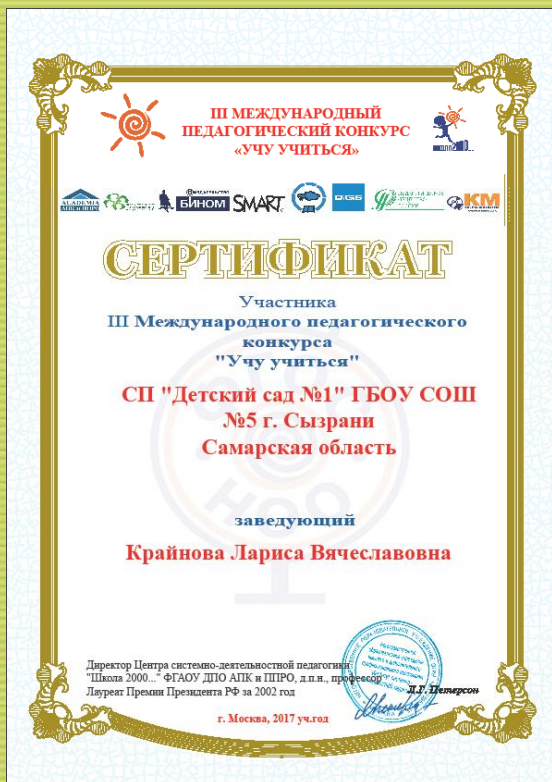 III МЕЖДУНАРОДНЫЙ
ПЕДАГОГИЧЕСКИЙ КОНКУРС
«УЧУ УЧИТЬСЯ»
ACADEMIA
БИНОМ
SMART
KM
СЕРТИФИКАТ
Участника
III Международного педагогического
конкурса
"Учу учиться"
СП "Детский сад №1" ГБОУ СОШ
№5 г. Сызрани
Самарская область
заведующий
Крайнова Лариса Вячеславовна
Директор Центра системно-деятельностной педагогики
"Школа 2000..." ФГАОУ ДПО АПК и ППРО, д.п.н., профессор
Лауреат Премии Президента РФ за 2002 год
Л.Г. Петерсон
г. Москва, 2017 уч.год